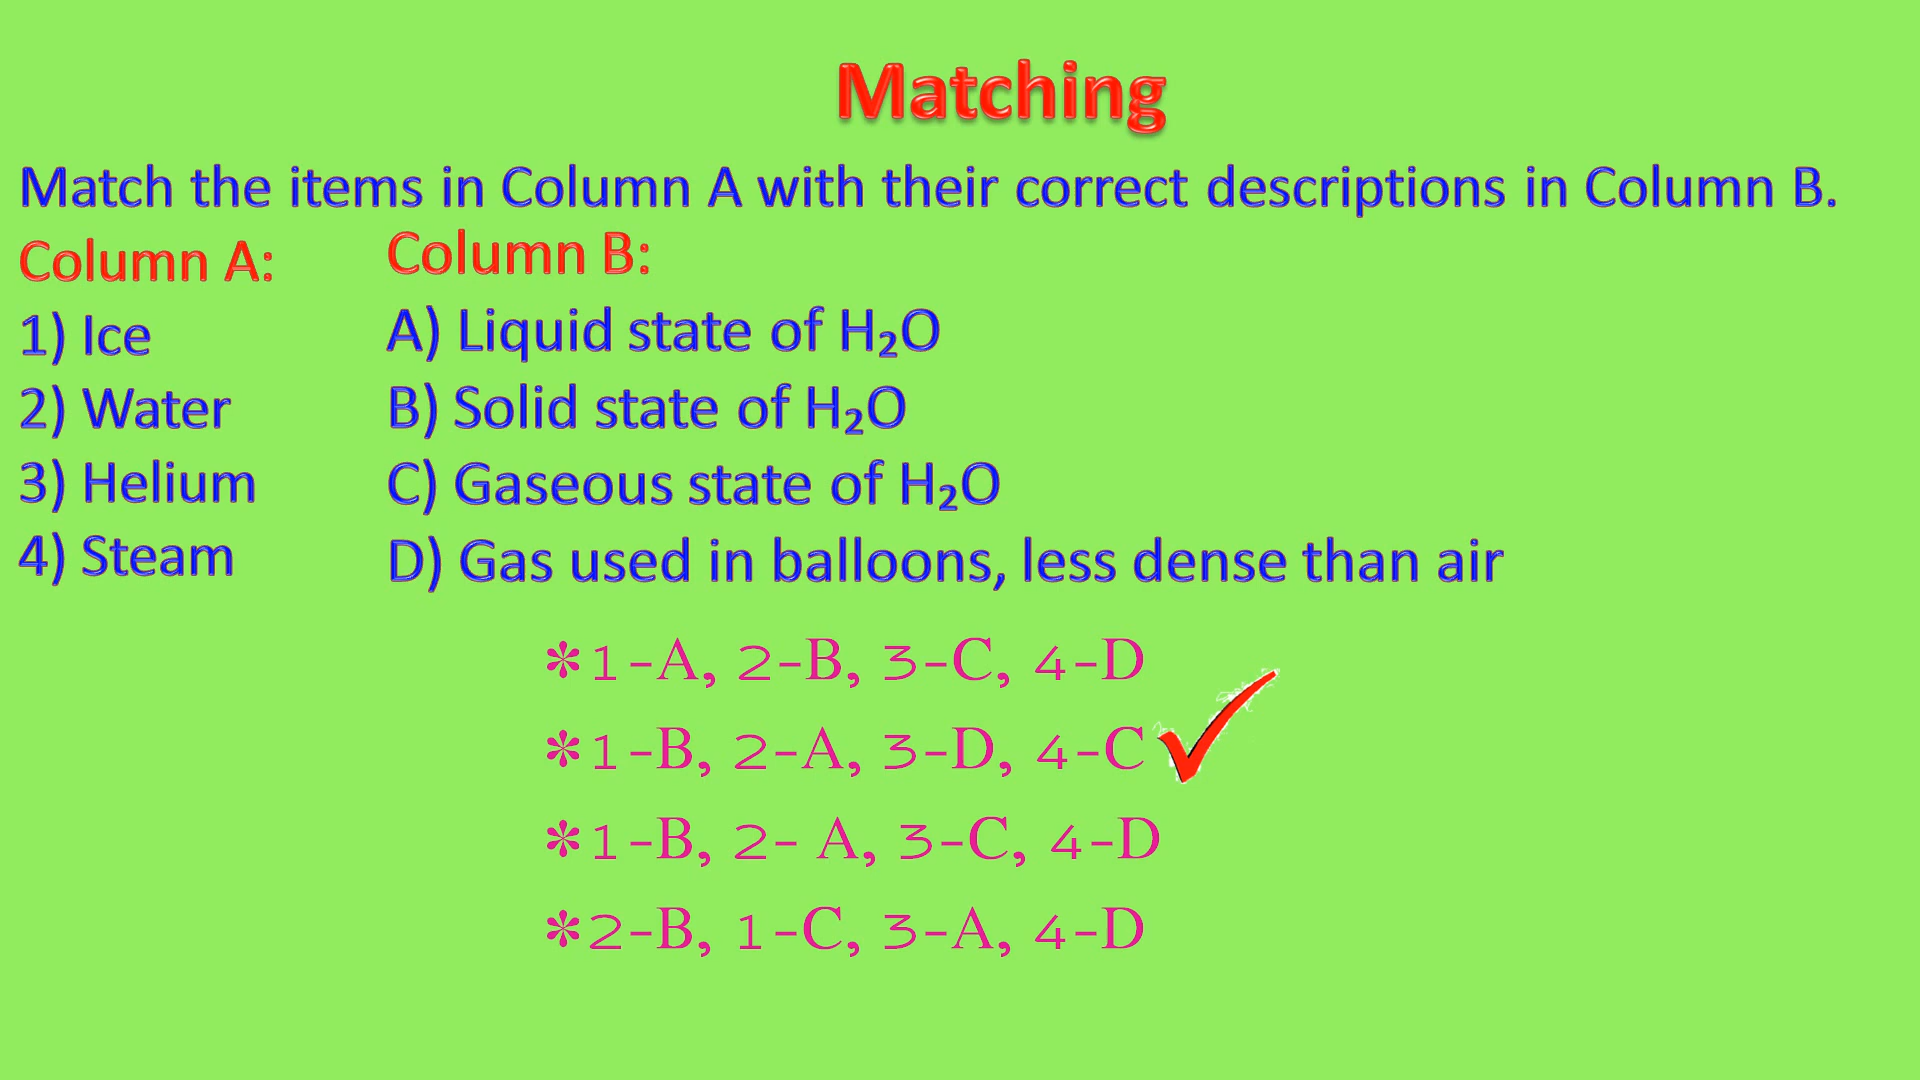 Matching
Match the items in Column A with their correct descriptions in Column B.
Column A:
1) Ice
2) Water
3) Helium
4) Steam
Column B:
A) Liquid state of H₂O
B) Solid state of H₂O
C) Gaseous state of H₂O
D) Gas used in balloons, less dense than air
*1-A, 2-B, 3-C, 4-D
*1-B, 2-A, 3-D, 4-C
*1-B, 2- A, 3-C, 4-D
*2-B, 1-C, 3-A, 4-D